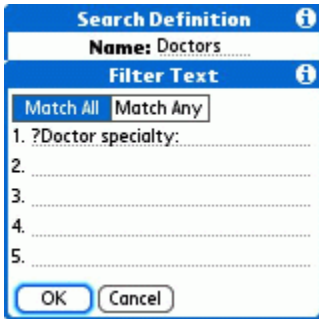 Search Definition
Name: Doctors
Filter Text
Match All Match Any
1. ?Doctor specialty:
2.
3.
4.
5.
OK Cancel